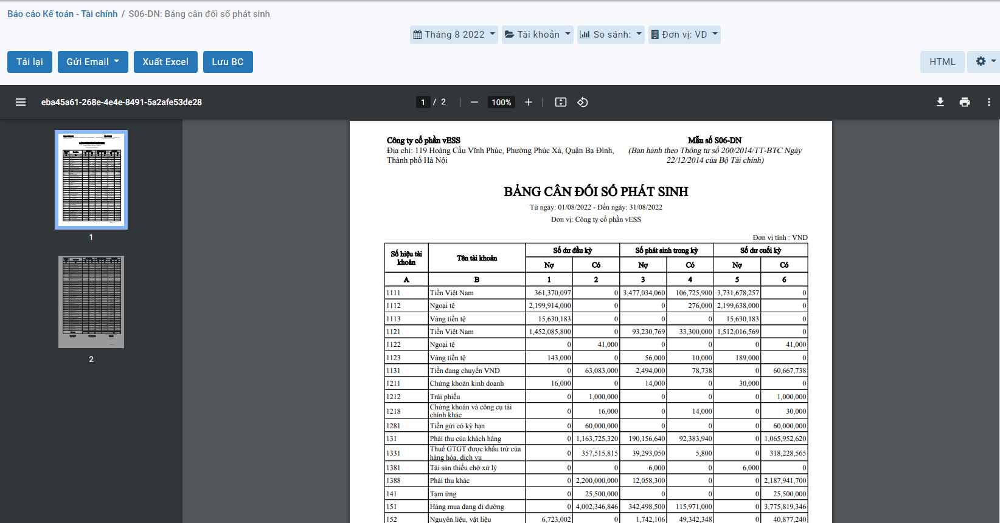 Báo cáo Kế toán - Tài chính / S06-DN: Bảng cân đối số phát sinh
Tháng 8 2022 Tài khoản So sánh: Đơn vị: VD
Tải lại Gửi Email Xuất Excel Lưu BC HTML
eba45a61-268e-4e4e-8491-5a2afe53de28 1 / 2 100%
1
2
Công ty cổ phần vESS
Địa chỉ: 119 Hoàng Cầu Vĩnh Phúc, Phường Phúc Xá, Quận Ba Đình,
Thành phố Hà Nội
Mẫu số S06-DN
(Ban hành theo Thông tư số 200/2014/TT-BTC Ngày
22/12/2014 của Bộ Tài chính)
BẢNG CÂN ĐỐI SỐ PHÁT SINH
Từ ngày: 01/08/2022 - Đến ngày: 31/08/2022
Đơn vị: Công ty cổ phần vESS
Đơn vị tính : VND
Số hiệu tài khoản Tên tài khoản Số dư đầu kỳ Số phát sinh trong kỳ Số dư cuối kỳ
Nợ Có Nợ Có Nợ Có
A B 1 2 3 4 5 6
1111 Tiền Việt Nam 361,370,097 0 3,477,034,060 106,725,900 3,731,678,257 0
1112 Ngoại tệ 2,199,914,000 0 0 276,000 2,199,638,000 0
1113 Vàng tiền tệ 15,630,183 0 0 0 15,630,183 0
1121 Tiền Việt Nam 1,452,085,800 0 93,230,769 33,300,000 1,512,016,569 0
1122 Ngoại tệ 0 41,000 0 0 0 41,000
1123 Vàng tiền tệ 143,000 0 56,000 10,000 189,000 0
1131 Tiền đang chuyển VND 0 63,083,000 2,494,000 78,738 0 60,667,738
1211 Chứng khoán kinh doanh 16,000 0 14,000 0 30,000 0
1212 Trái phiếu 0 1,000,000 0 0 0 1,000,000
1218 Chứng khoán và công cụ tài chính khác 0 16,000 0 14,000 0 30,000
1281 Tiền gửi có kỳ hạn 0 60,000,000 0 0 0 60,000,000
131 Phải thu của khách hàng 0 1,163,725,320 190,156,640 92,383,940 0 1,065,952,620
1331 Thuế GTGT được khấu trừ của hàng hóa, dịch vụ 0 357,515,815 39,293,050 5,800 0 318,228,565
1381 Tài sản thiếu chờ xử lý 0 0 6,000 0 6,000 0
1388 Phải thu khác 0 2,200,000,000 12,058,300 0 0 2,187,941,700
141 Tạm ứng 0 25,500,000 0 0 0 25,500,000
151 Hàng mua đang đi đường 0 4,002,346,846 342,498,500 115,971,000 0 3,775,819,346
152 Nguyên liệu, vật liệu 6,723,002 0 1,742,106 49,342,348 0 40,877,240